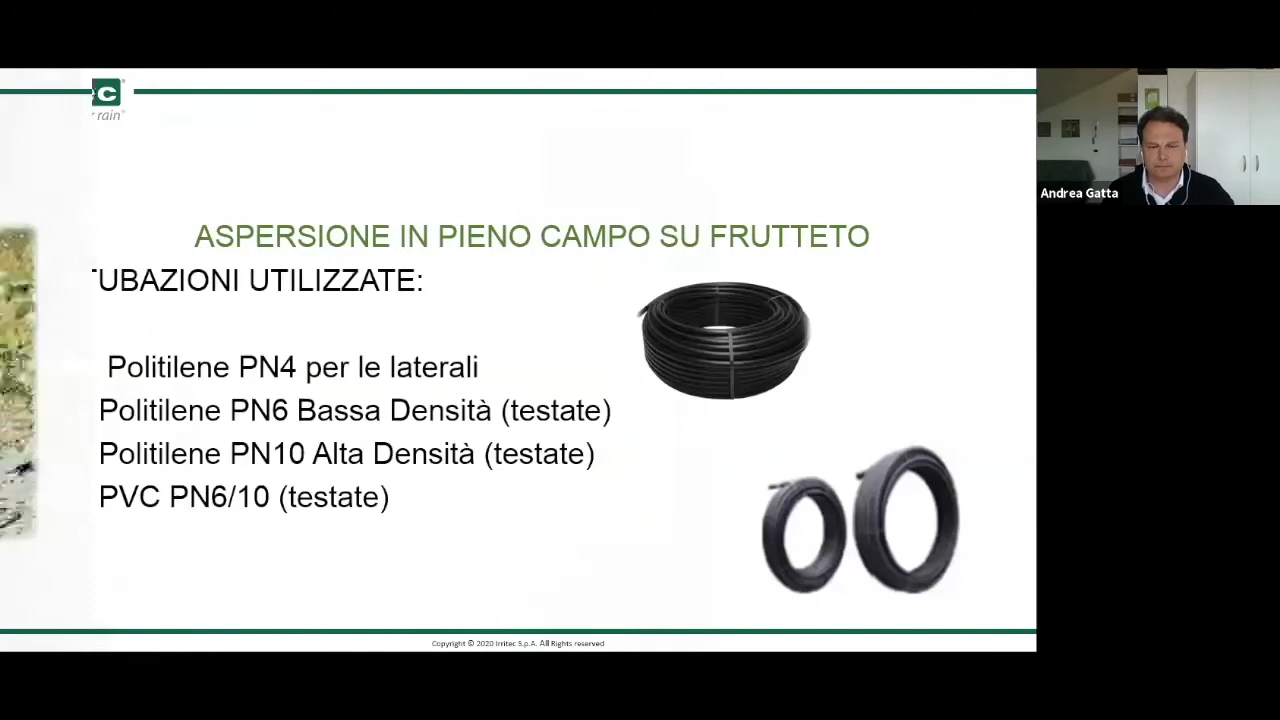 c
rain®
ASPERSIONE IN PIENO CAMPO SU FRUTTETO
TUBAZIONI UTILIZZATE:
Politilene PN4 per le laterali
Politilene PN6 Bassa Densità (testate)
Politilene PN10 Alta Densità (testate)
PVC PN6/10 (testate)
Copyright © 2020 Irritec S.p.A. All Rights reserved
Andrea Gatta